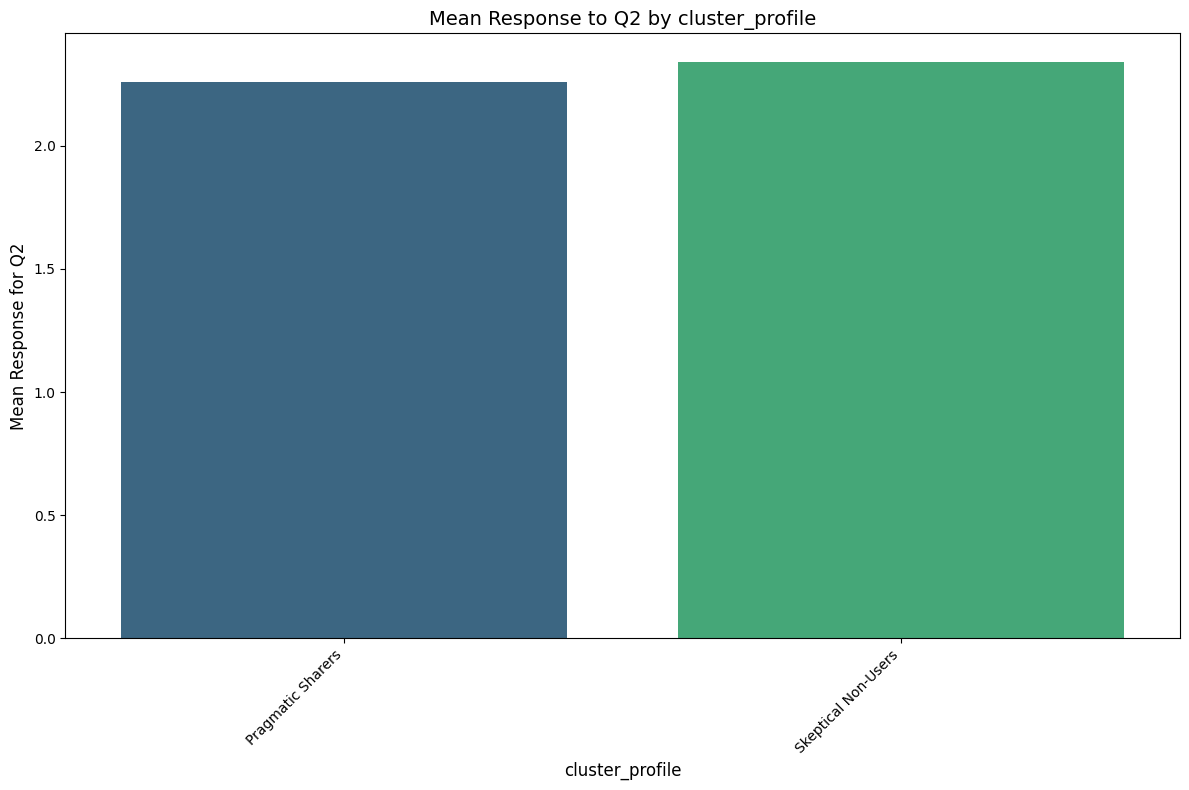 Mean Response to Q2 by cluster_profile
Mean Response for Q2
2.0
1.5
1.0
0.5
0.0
Pragmatic Sharers
Skeptical Non-Users
cluster_profile